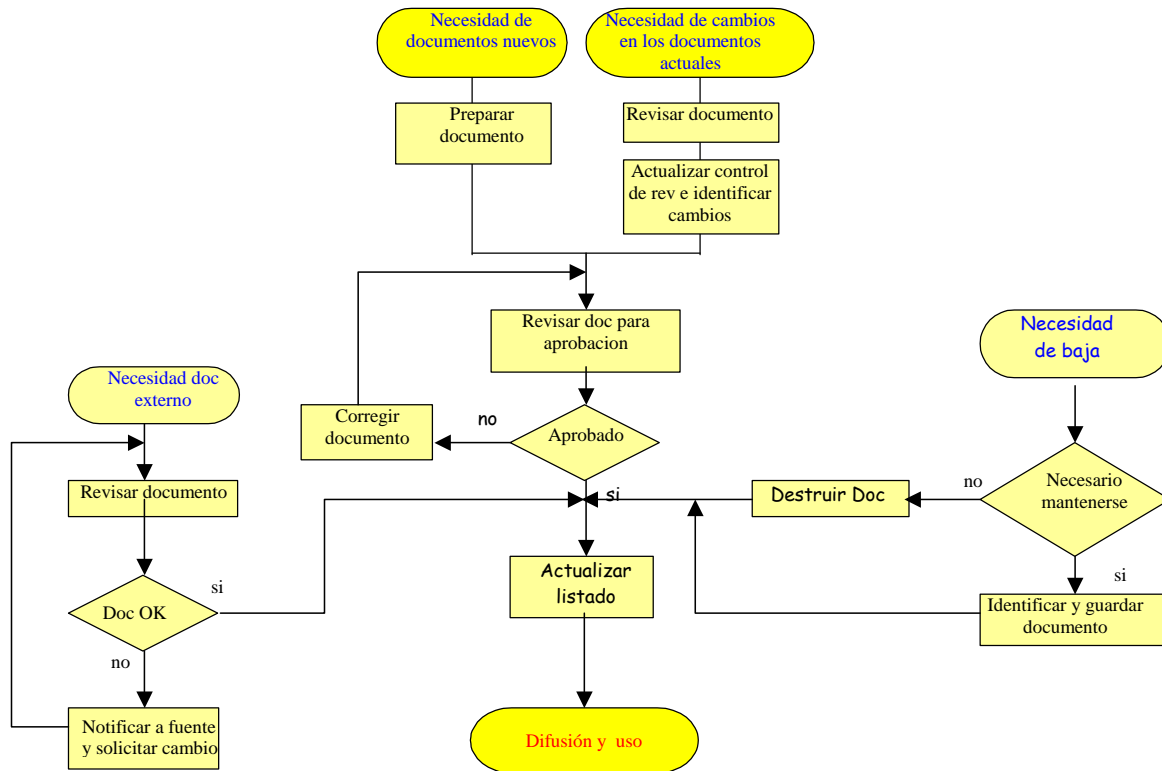 Necesidad de
documentos nuevos
Necesidad de cambios
en los documentos
actuales
Preparar
documento
Revisar documento
Actualizar control
de rev e identificar
cambios
Revisar doc para
aprobacion
Necesidad
de baja
Necesidad doc
externo
Corregir
documento
no
Aprobado
Revisar documento
si
Destruir Doc
no
Necesario
mantenerse
si
Actualizar
listado
si
Identificar y guardar
documento
Doc OK
no
Notificar a fuente
y solicitar cambio
Difusión y uso